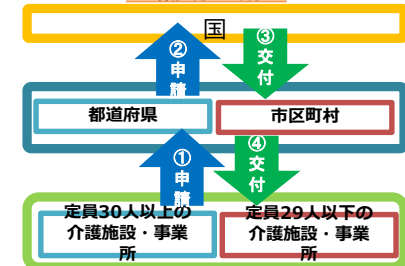 国
②
申
請
③
交
付
都道府県
市区町村
①
申
請
④
交
付
定員30人以上の
介護施設・事業
所
定員29人以下の
介護施設・事業
所